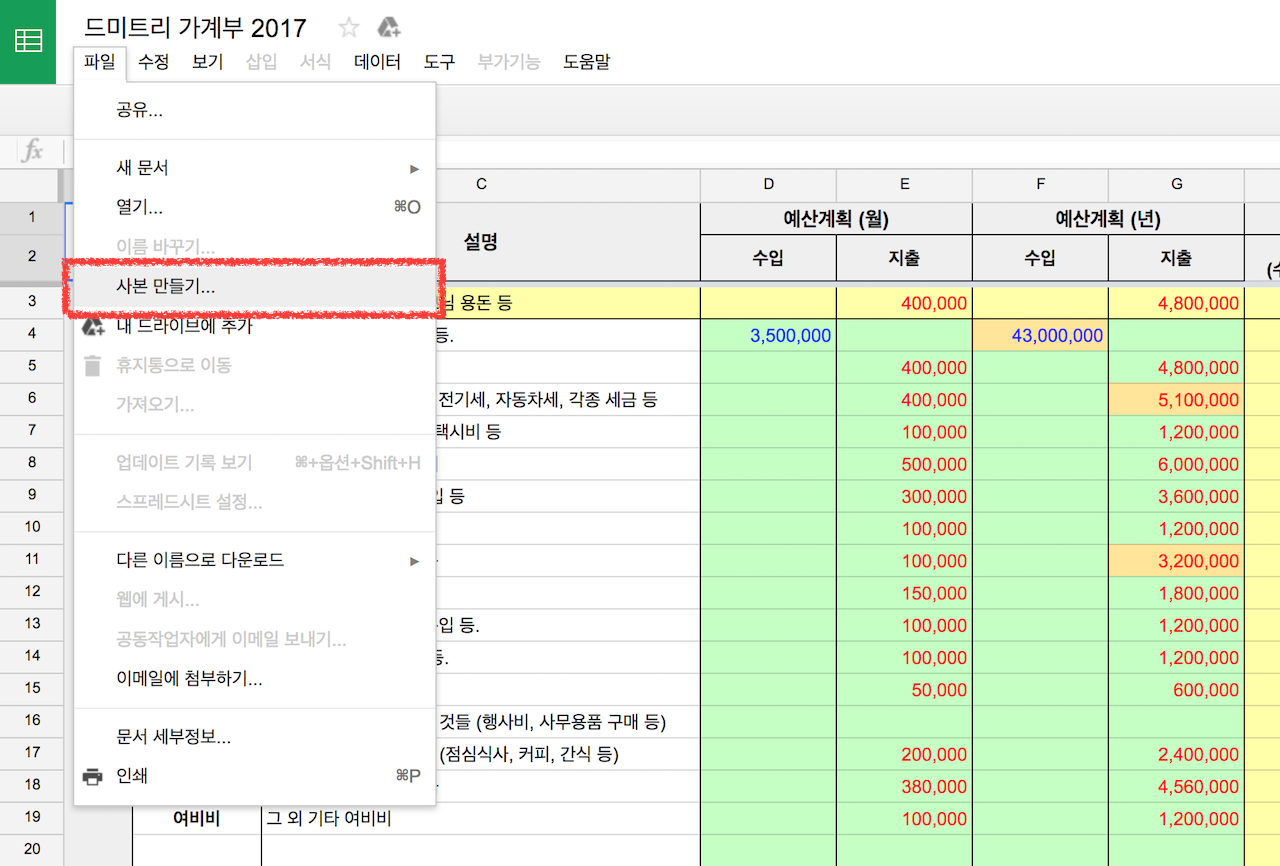 드미트리 가계부 2017
파일 수정 보기 삽입 서식 데이터 도구 부가기능 도움말
공유...
새 문서 ►
열기... ⌘O
이름 바꾸기...
사본 만들기...
내 드라이브에 추가
휴지통으로 이동
가져오기...
업데이트 기록 보기 ⌘+옵션+Shift+H
스프레드시트 설정...
다른 이름으로 다운로드 ►
웹에 게시...
공동작업자에게 이메일 보내기...
이메일에 첨부하기...
문서 세부정보...
인쇄 ⌘P
fx
C D E F G
1 설명 예산계획 (월) 예산계획 (년)
2 수입 지출 수입 지출
3 용돈 등 400,000 4,800,000
4 등. 3,500,000 43,000,000
5 400,000 4,800,000
6 전기세, 자동차세, 각종 세금 등 400,000 5,100,000
7 택시비 등 100,000 1,200,000
8 500,000 6,000,000
9 등 300,000 3,600,000
10 100,000 1,200,000
11 100,000 3,200,000
12 150,000 1,800,000
13 입 등. 100,000 1,200,000
14 등. 100,000 1,200,000
15 50,000 600,000
16 것들 (행사비, 사무용품 구매 등)
17 (점심식사, 커피, 간식 등) 200,000 2,400,000
18 380,000 4,560,000
19 여비비 그 외 기타 여비비 100,000 1,200,000
20